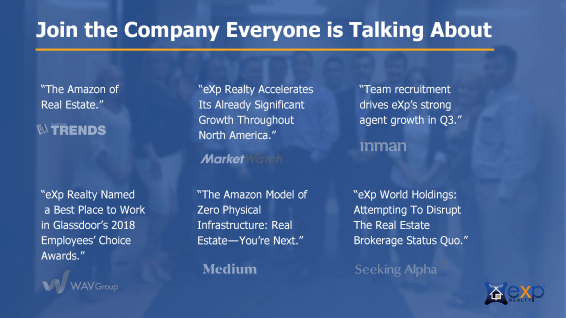 Join the Company Everyone is Talking About
“The Amazon of
Real Estate.”
TRENDS
“eXp Realty Accelerates
Its Already Significant
Growth Throughout
North America.”
MarketWatch
“Team recruitment
drives eXp’s strong
agent growth in Q3.”
inman
“eXp Realty Named
a Best Place to Work
in Glassdoor’s 2018
Employees’ Choice
Awards.”
WAVGroup
“The Amazon Model of
Zero Physical
Infrastructure: Real
Estate—You’re Next.”
Medium
“eXp World Holdings:
Attempting To Disrupt
The Real Estate
Brokerage Status Quo.”
Seeking Alpha
exp
REALTY